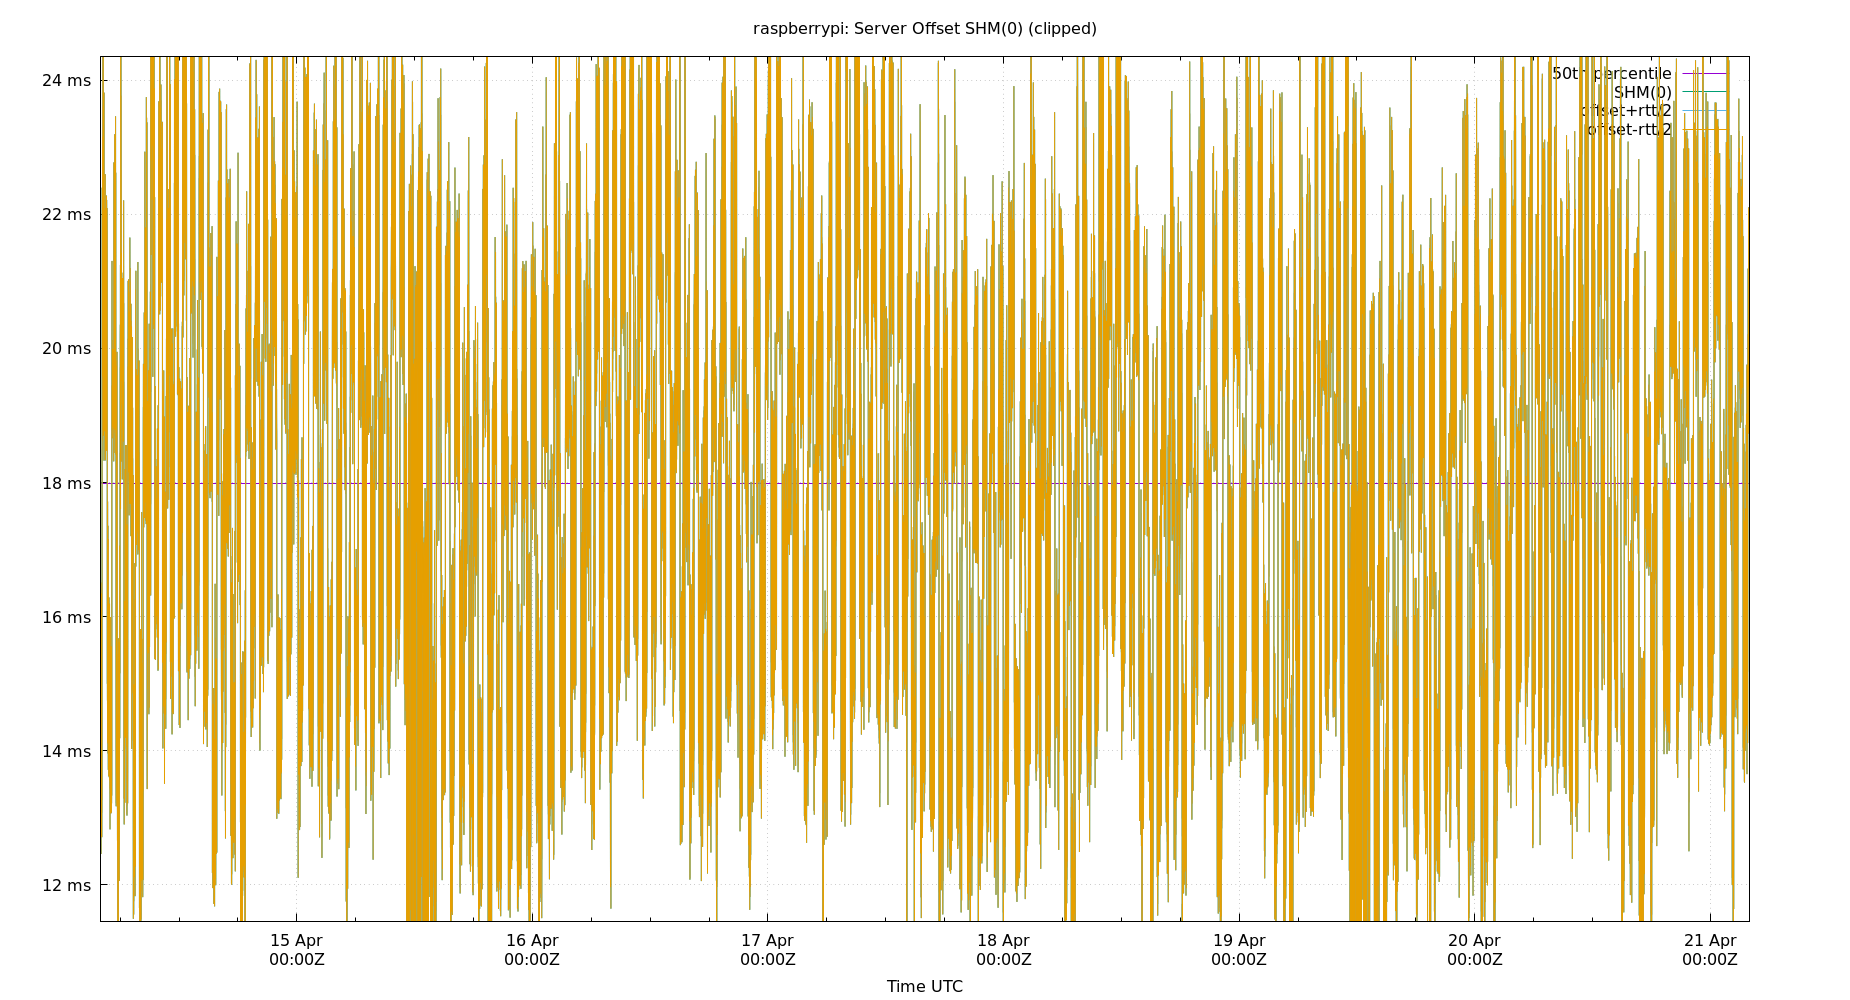 raspberrypi: Server Offset SHM(0) (clipped)
50th percentile
SHM(0)
offset+rtt/2
offset-rtt/2
24 ms
22 ms
20 ms
18 ms
16 ms
14 ms
12 ms
15 Apr 16 Apr 17 Apr 18 Apr 19 Apr 20 Apr 21 Apr
00:00Z 00:00Z 00:00Z 00:00Z 00:00Z 00:00Z 00:00Z
Time UTC